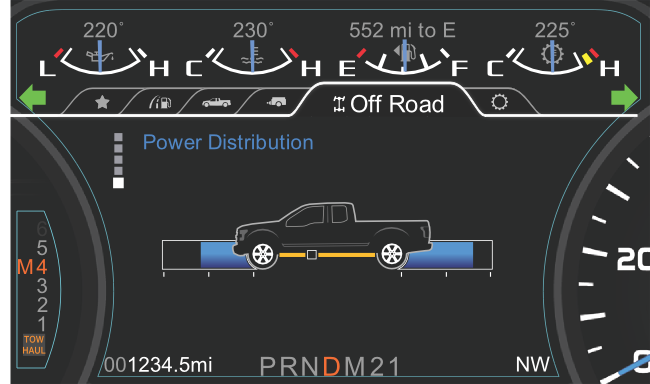 220° 230° 552 mi to E 225°
L H C H E F C H
Off Road
Power Distribution
6
5
M4
3
2
1
TOW
HAUL
20
0
001234.5mi PRNDM21 NW